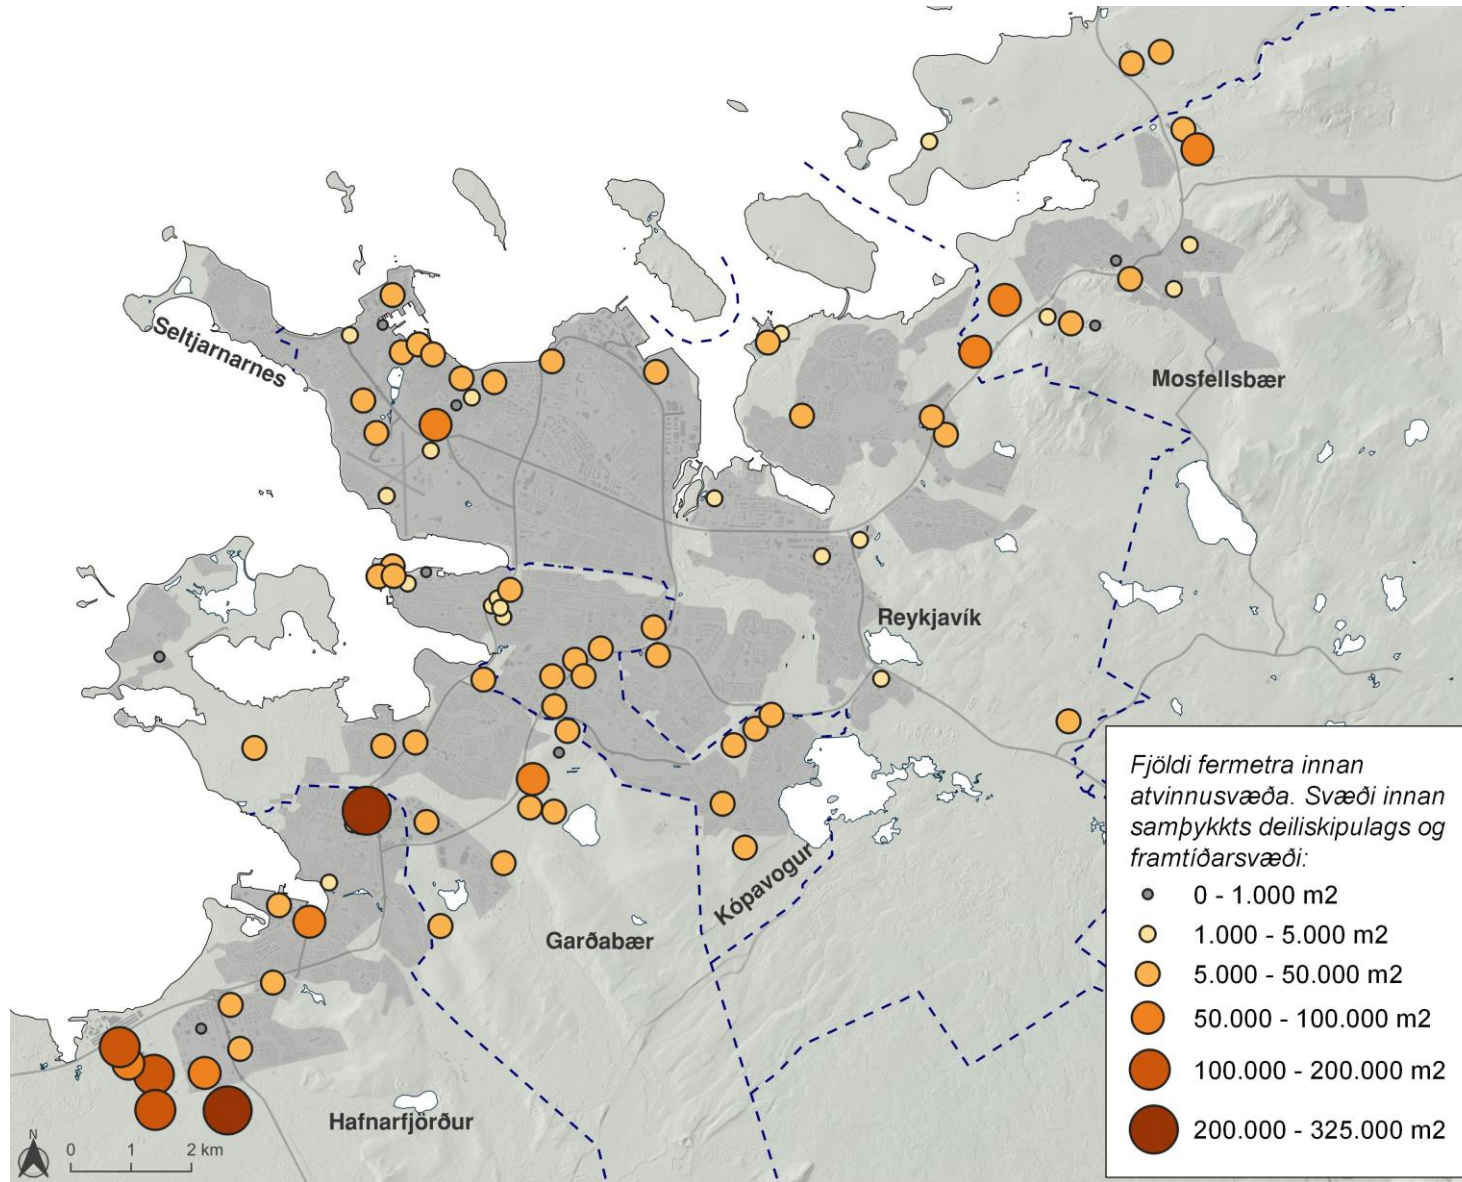 Seltjarnarnes
Mosfellsbær
Reykjavík
Kópavogur
Garðabær
Hafnarfjörður
Fjöldi fermetra innan
atvinnusvæða. Svæði innan
samþykkts deiliskipulags og
framtíðarsvæði:
0 - 1.000 m2
1.000 - 5.000 m2
5.000 - 50.000 m2
50.000 - 100.000 m2
100.000 - 200.000 m2
200.000 - 325.000 m2
N
0 1 2 km